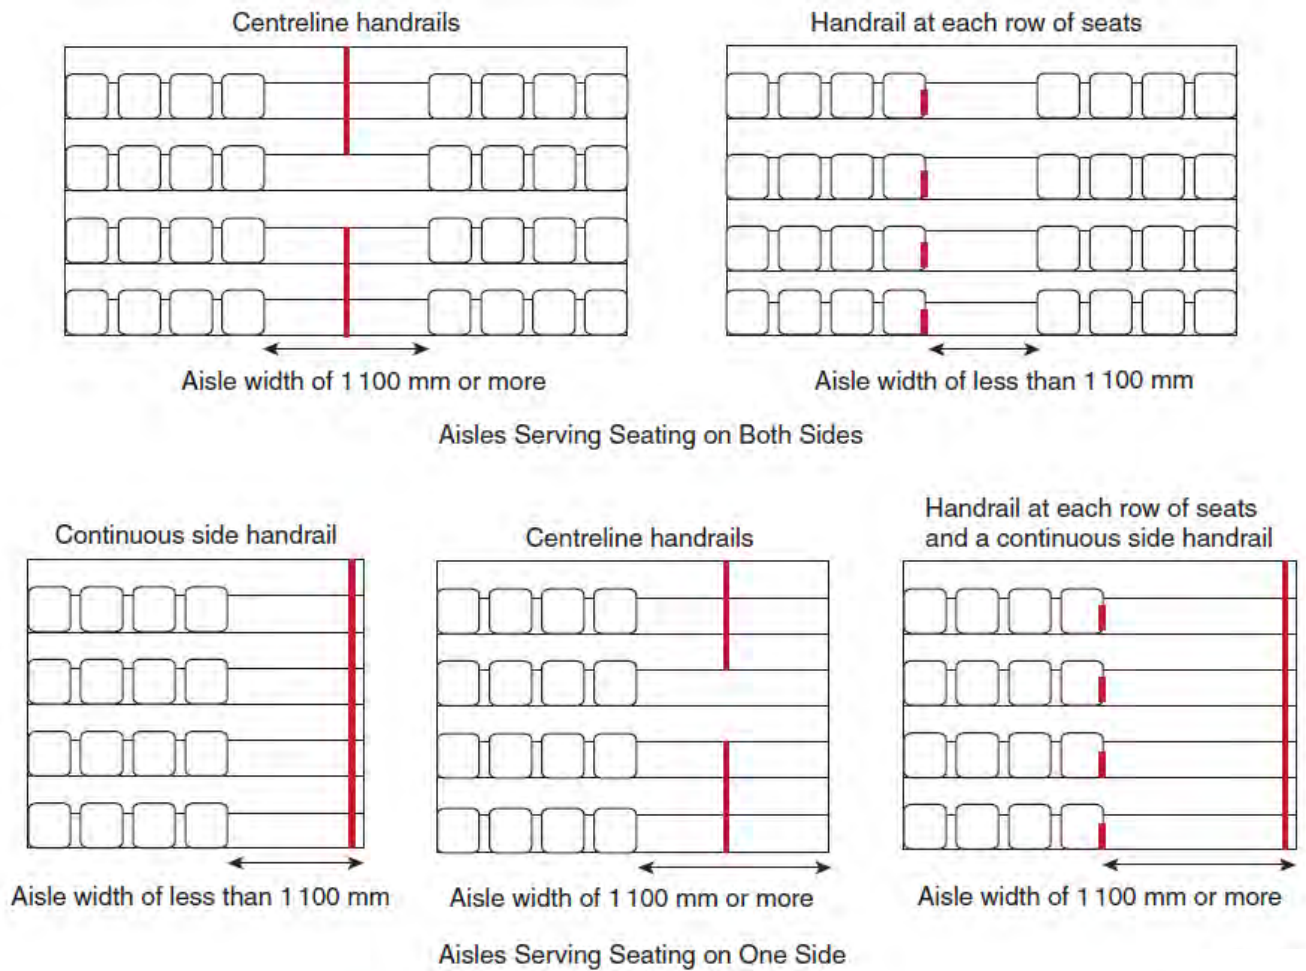 Centreline handrails
Handrail at each row of seats
Aisle width of 1 100 mm or more
Aisle width of less than 1 100 mm
Aisles Serving Seating on Both Sides
Continuous side handrail
Centreline handrails
Handrail at each row of seats
and a continuous side handrail
Aisle width of less than 1 100 mm
Aisle width of 1 100 mm or more
Aisle width of 1 100 mm or more
Aisles Serving Seating on One Side